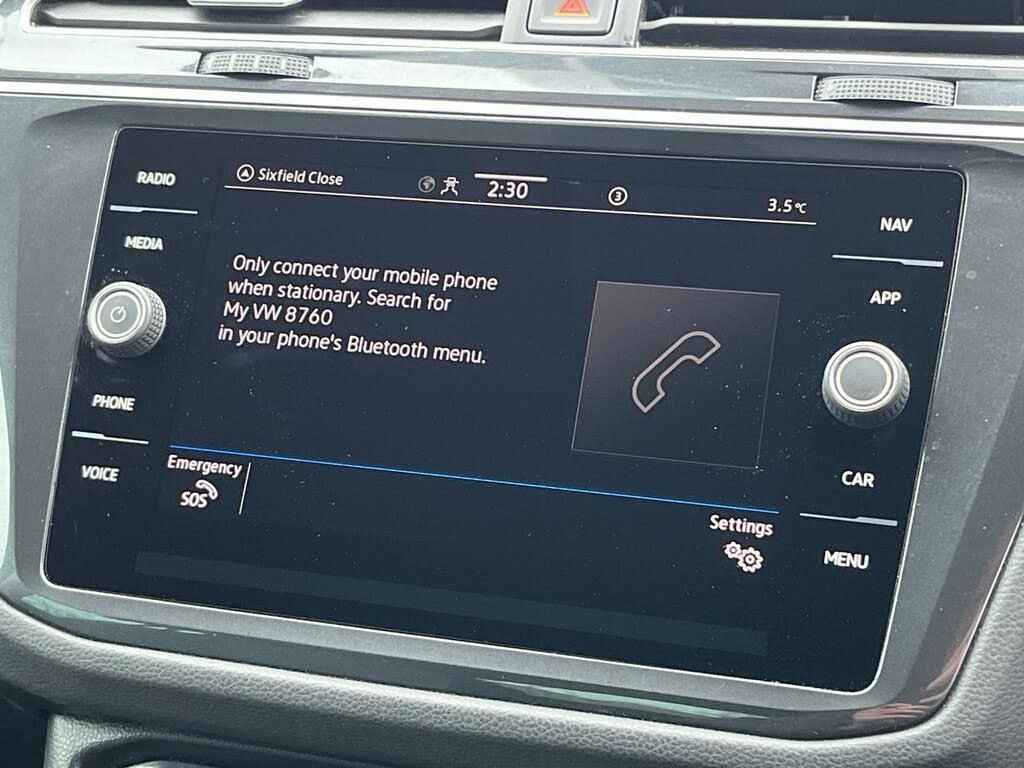 RADIO
MEDIA
PHONE
VOICE
Sixfield Close
2:30
3
3.5°C
Only connect your mobile phone
when stationary. Search for
My VW 8760
in your phone's Bluetooth menu.
Emergency
SOS
Settings
NAV
APP
CAR
MENU